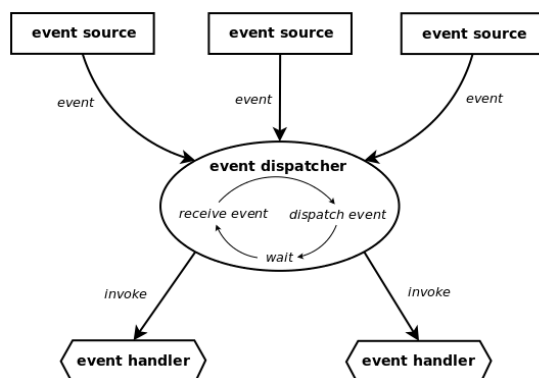 event source
event source
event source
event
event
event
event dispatcher
receive event
dispatch event
wait
invoke
invoke
event handler
event handler